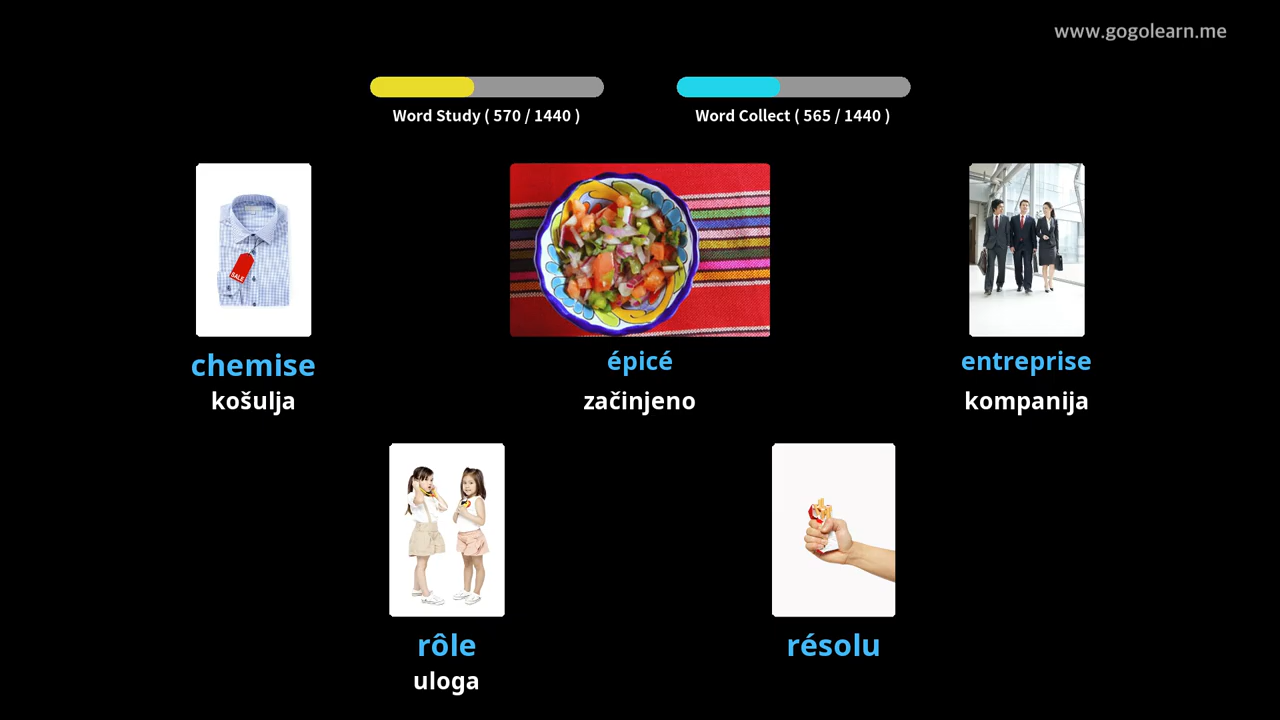 www.gogolearn.me
Word Study ( 570 / 1440 )
Word Collect ( 565 / 1440 )
SALE
chemise
košulja
épicé
začinjeno
entreprise
kompanija
rôle
uloga
résolu